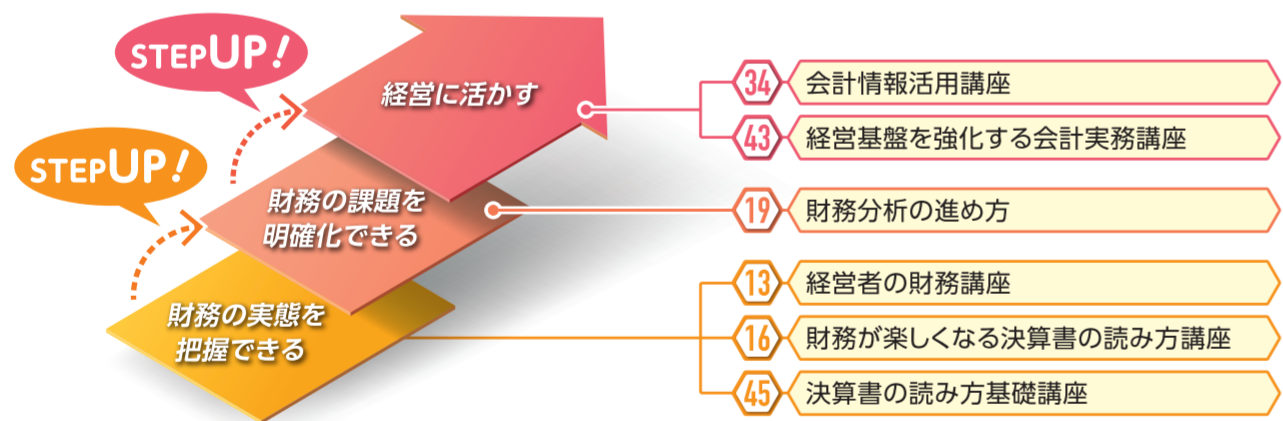 STEPUP!
経営に活かす
34 会計情報活用講座
43 経営基盤を強化する会計実務講座
STEPUP!
財務の課題を
明確化できる
19 財務分析の進め方
財務の実態を
把握できる
13 経営者の財務講座
16 財務が楽しくなる決算書の読み方講座
45 決算書の読み方基礎講座